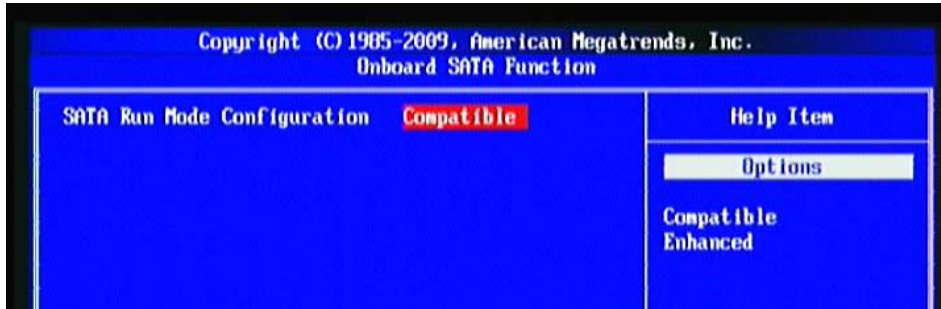 Copyright (C) 1985-2009, American Megatrends, Inc.
Onboard SATA Function
SATA Run Mode Configuration Compatible
Help Item
Options
Compatible
Enhanced